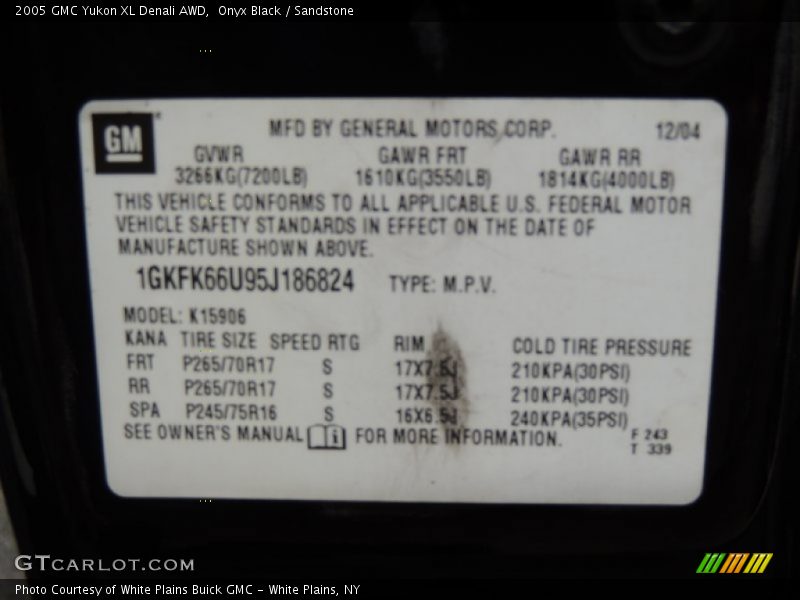 2005 GMC Yukon XL Denali AWD, Onyx Black / Sandstone
GM
MFD BY GENERAL MOTORS CORP. 12/04
GVWR GAWR FRT GAWR RR
3266KG(7200LB) 1610KG(3550LB) 1814KG(4000LB)
THIS VEHICLE CONFORMS TO ALL APPLICABLE U.S. FEDERAL MOTOR
VEHICLE SAFETY STANDARDS IN EFFECT ON THE DATE OF
MANUFACTURE SHOWN ABOVE.
1GKFK66U95J186824 TYPE: M.P.V.
MODEL: K15906
KANA TIRE SIZE SPEED RTG RIM COLD TIRE PRESSURE
FRT P265/70R17 S 17X7.5J 210KPA(30PSI)
RR P265/70R17 S 17X7.5J 210KPA(30PSI)
SPA P245/75R16 S 16X6.5J 240KPA(35PSI)
SEE OWNER'S MANUAL i FOR MORE INFORMATION.
F 243
T 339
GTCARLOT.COM
Photo Courtesy of White Plains Buick GMC - White Plains, NY